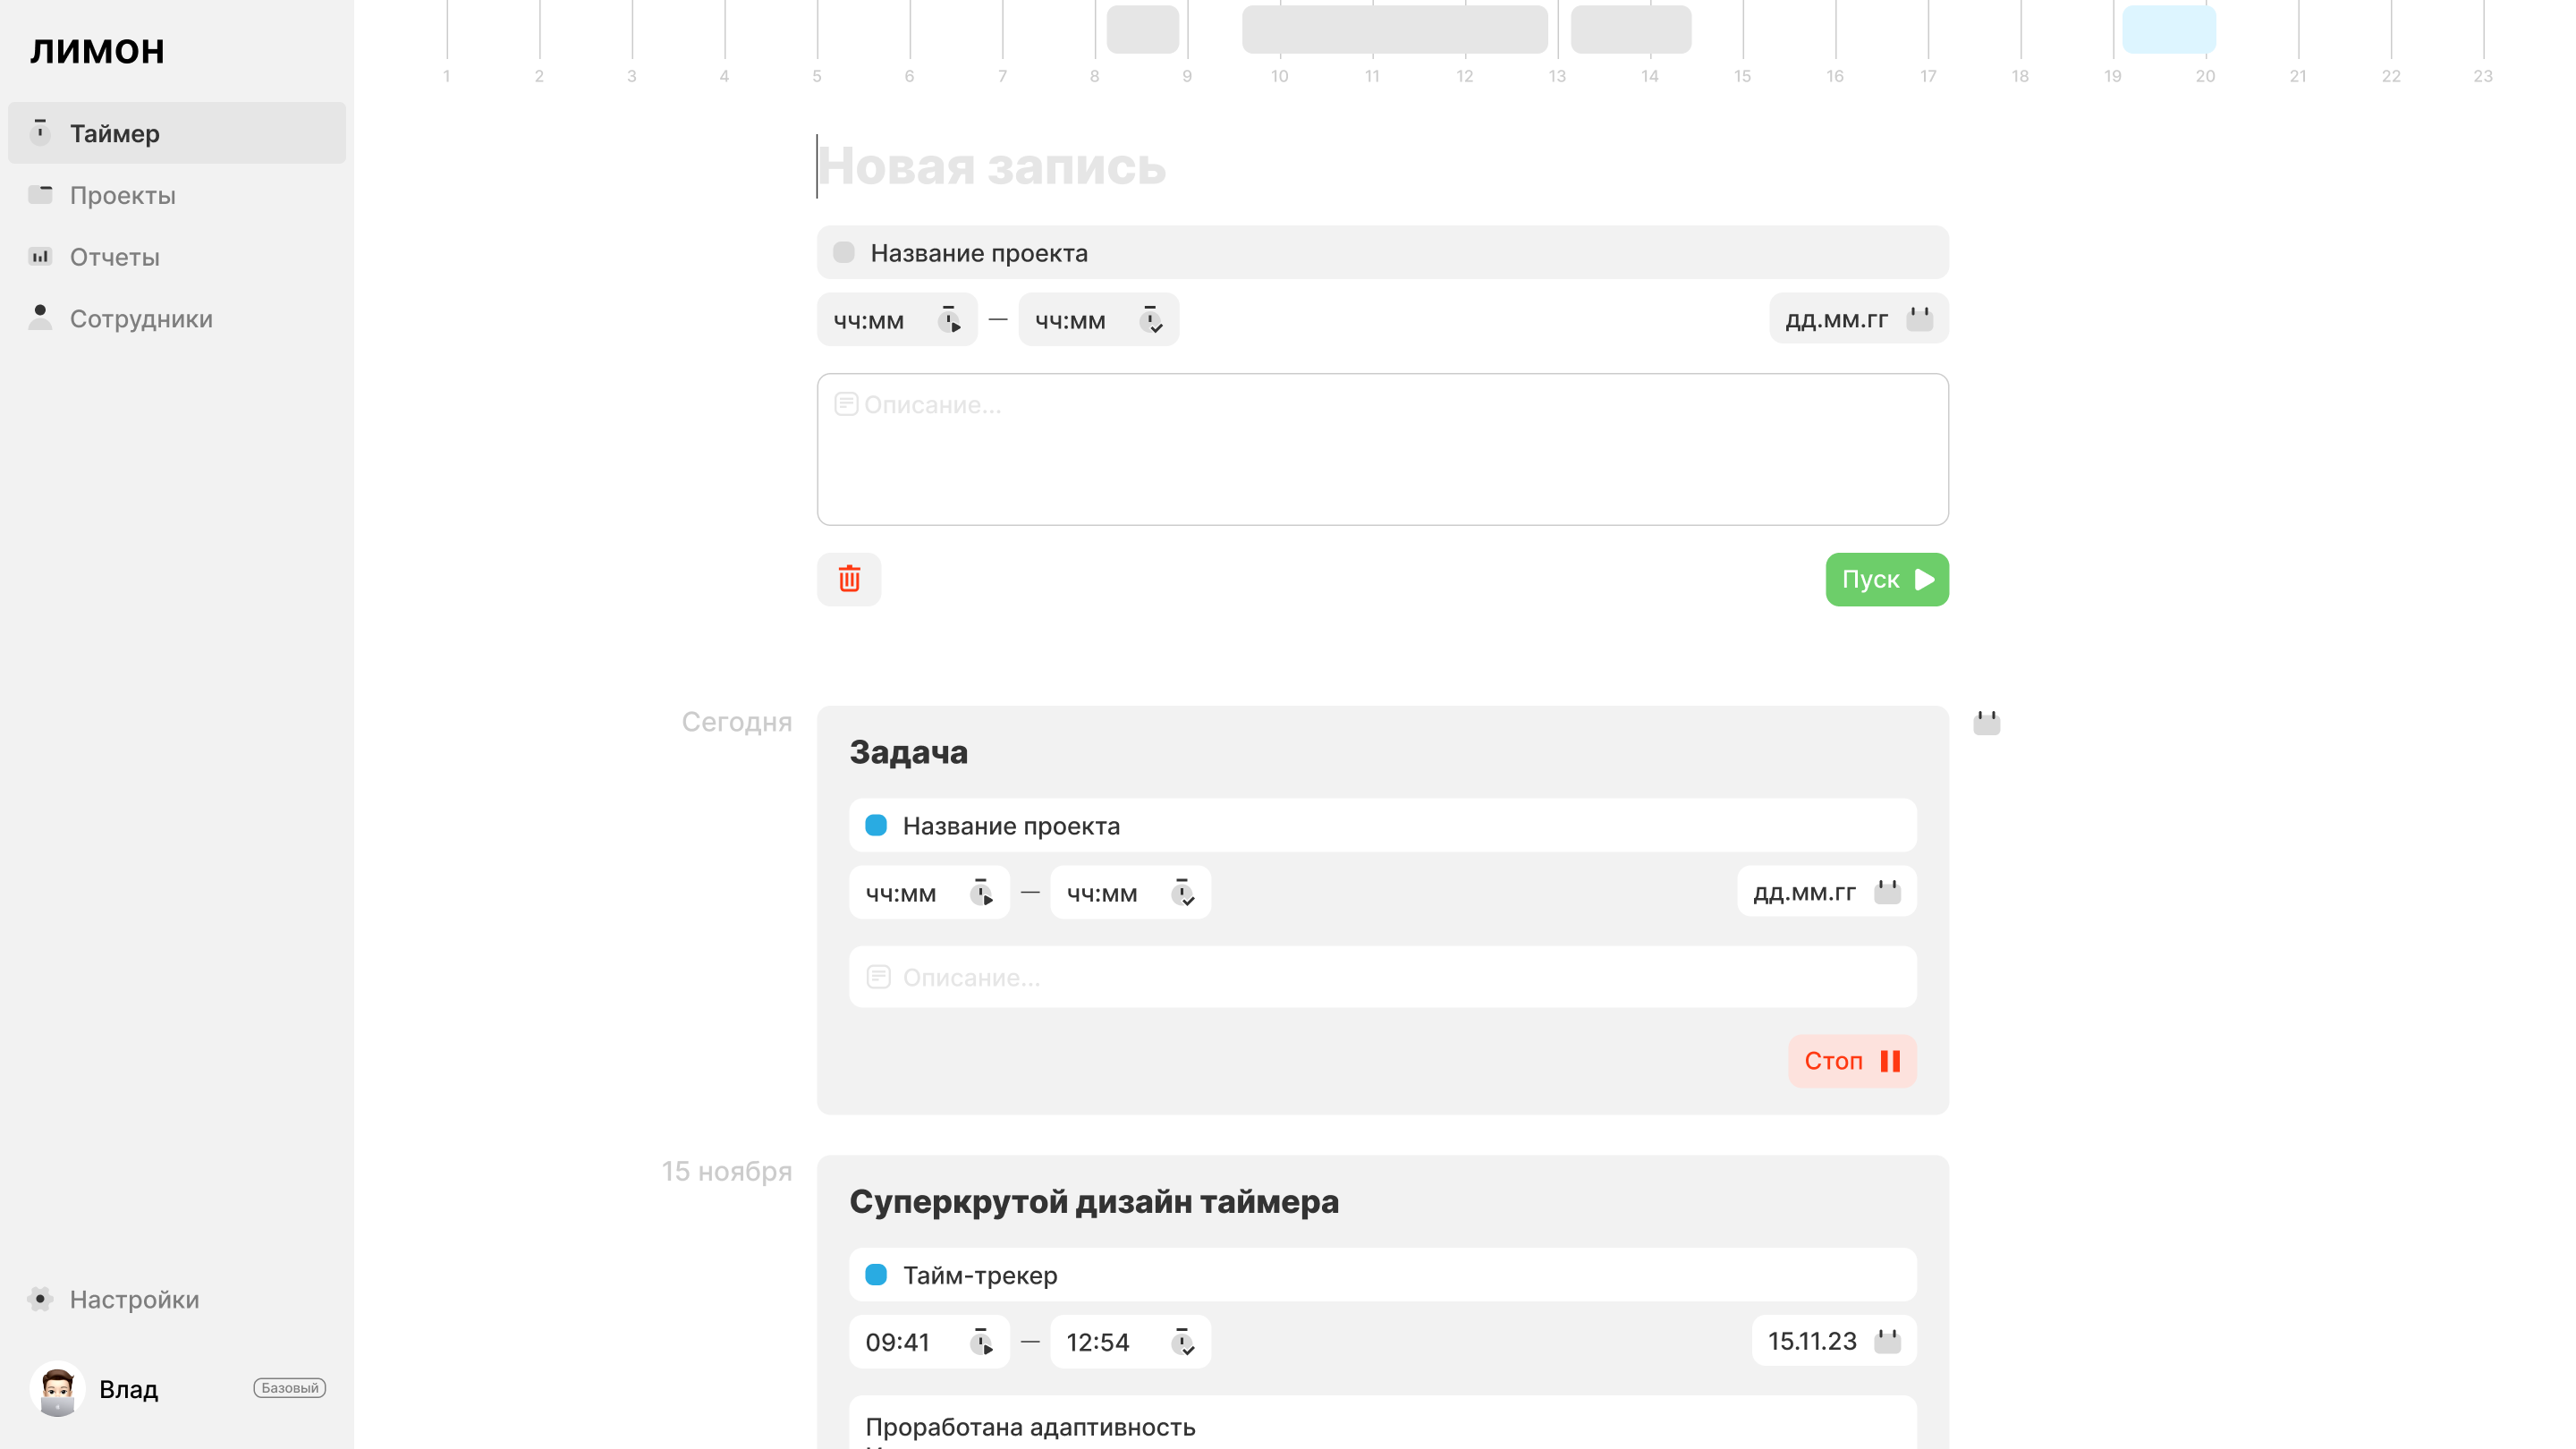 ЛИМОН
Таймер
Проекты
Отчеты
Сотрудники
Настройки
Влад
Базовый
1 2 3 4 5 6 7 8 9 10 11 12 13 14 15 16 17 18 19 20 21 22 23
Новая запись
Название проекта
чч:мм — чч:мм дд.мм.гг
Описание...
Пуск
Сегодня
Задача
Название проекта
чч:мм — чч:мм дд.мм.гг
Описание...
Стоп
15 ноября
Суперкрутой дизайн таймера
Тайм-трекер
09:41 — 12:54 15.11.23
Проработана адаптивность